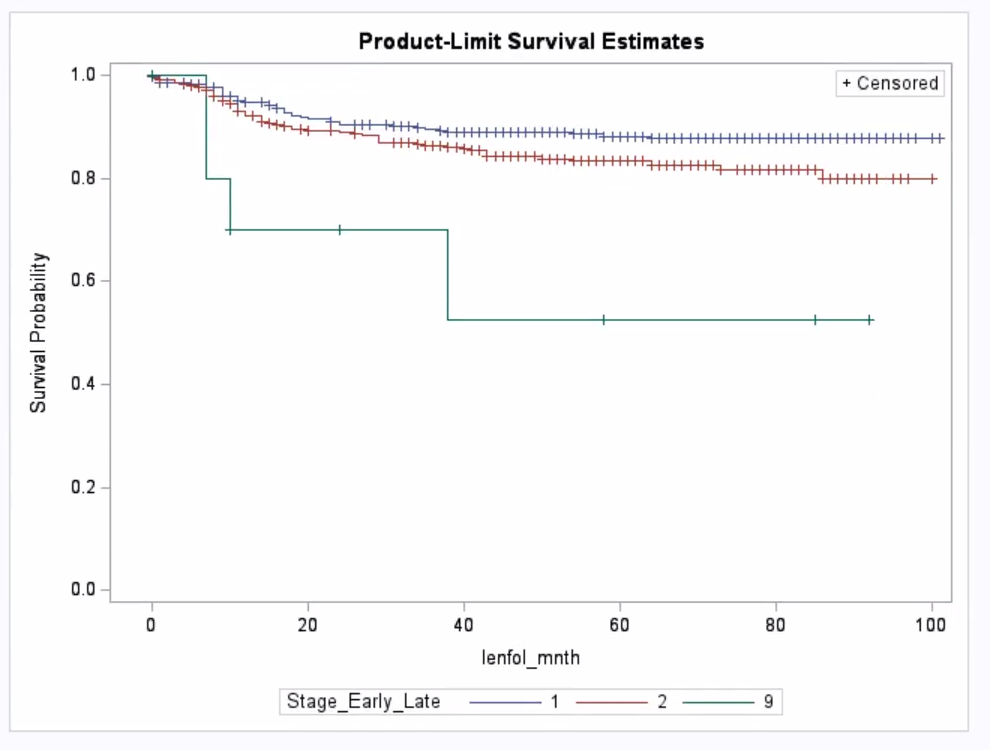 Product-Limit Survival Estimates
+ Censored
1.0
0.8
0.6
0.4
0.2
0.0
Survival Probability
0 20 40 60 80 100
lenfol_mnth
Stage_Early_Late 1 2 9